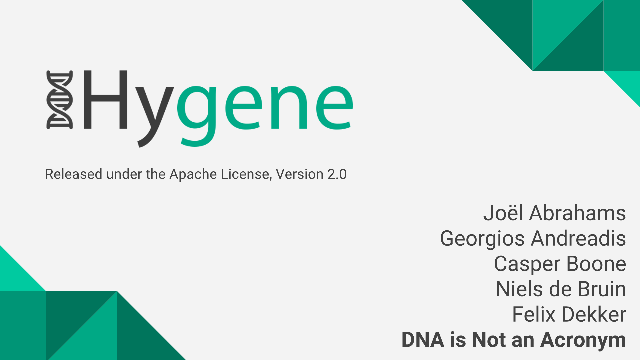 Hygene
Released under the Apache License, Version 2.0
Joël Abrahams
Georgios Andreadis
Casper Boone
Niels de Bruin
Felix Dekker
DNA is Not an Acronym